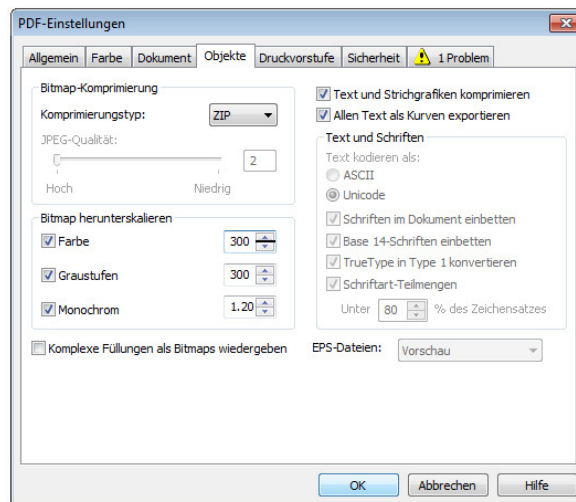 PDF-Einstellungen
Allgemein Farbe Dokument Objekte Druckvorstufe Sicherheit 1 Problem
Bitmap-Komprimierung
Komprimierungstyp: ZIP
JPEG-Qualität:
2
Hoch Niedrig
Bitmap herunterskalieren
Farbe 300
Graustufen 300
Monochrom 1.20
Komplexe Füllungen als Bitmaps wiedergeben
Text und Strichgrafiken komprimieren
Allen Text als Kurven exportieren
Text und Schriften
Text kodieren als:
ASCII
Unicode
Schriften im Dokument einbetten
Base 14-Schriften einbetten
TrueType in Type 1 konvertieren
Schriftart-Teilmengen
Unter 80 % des Zeichensatzes
EPS-Dateien: Vorschau
OK Abbrechen Hilfe